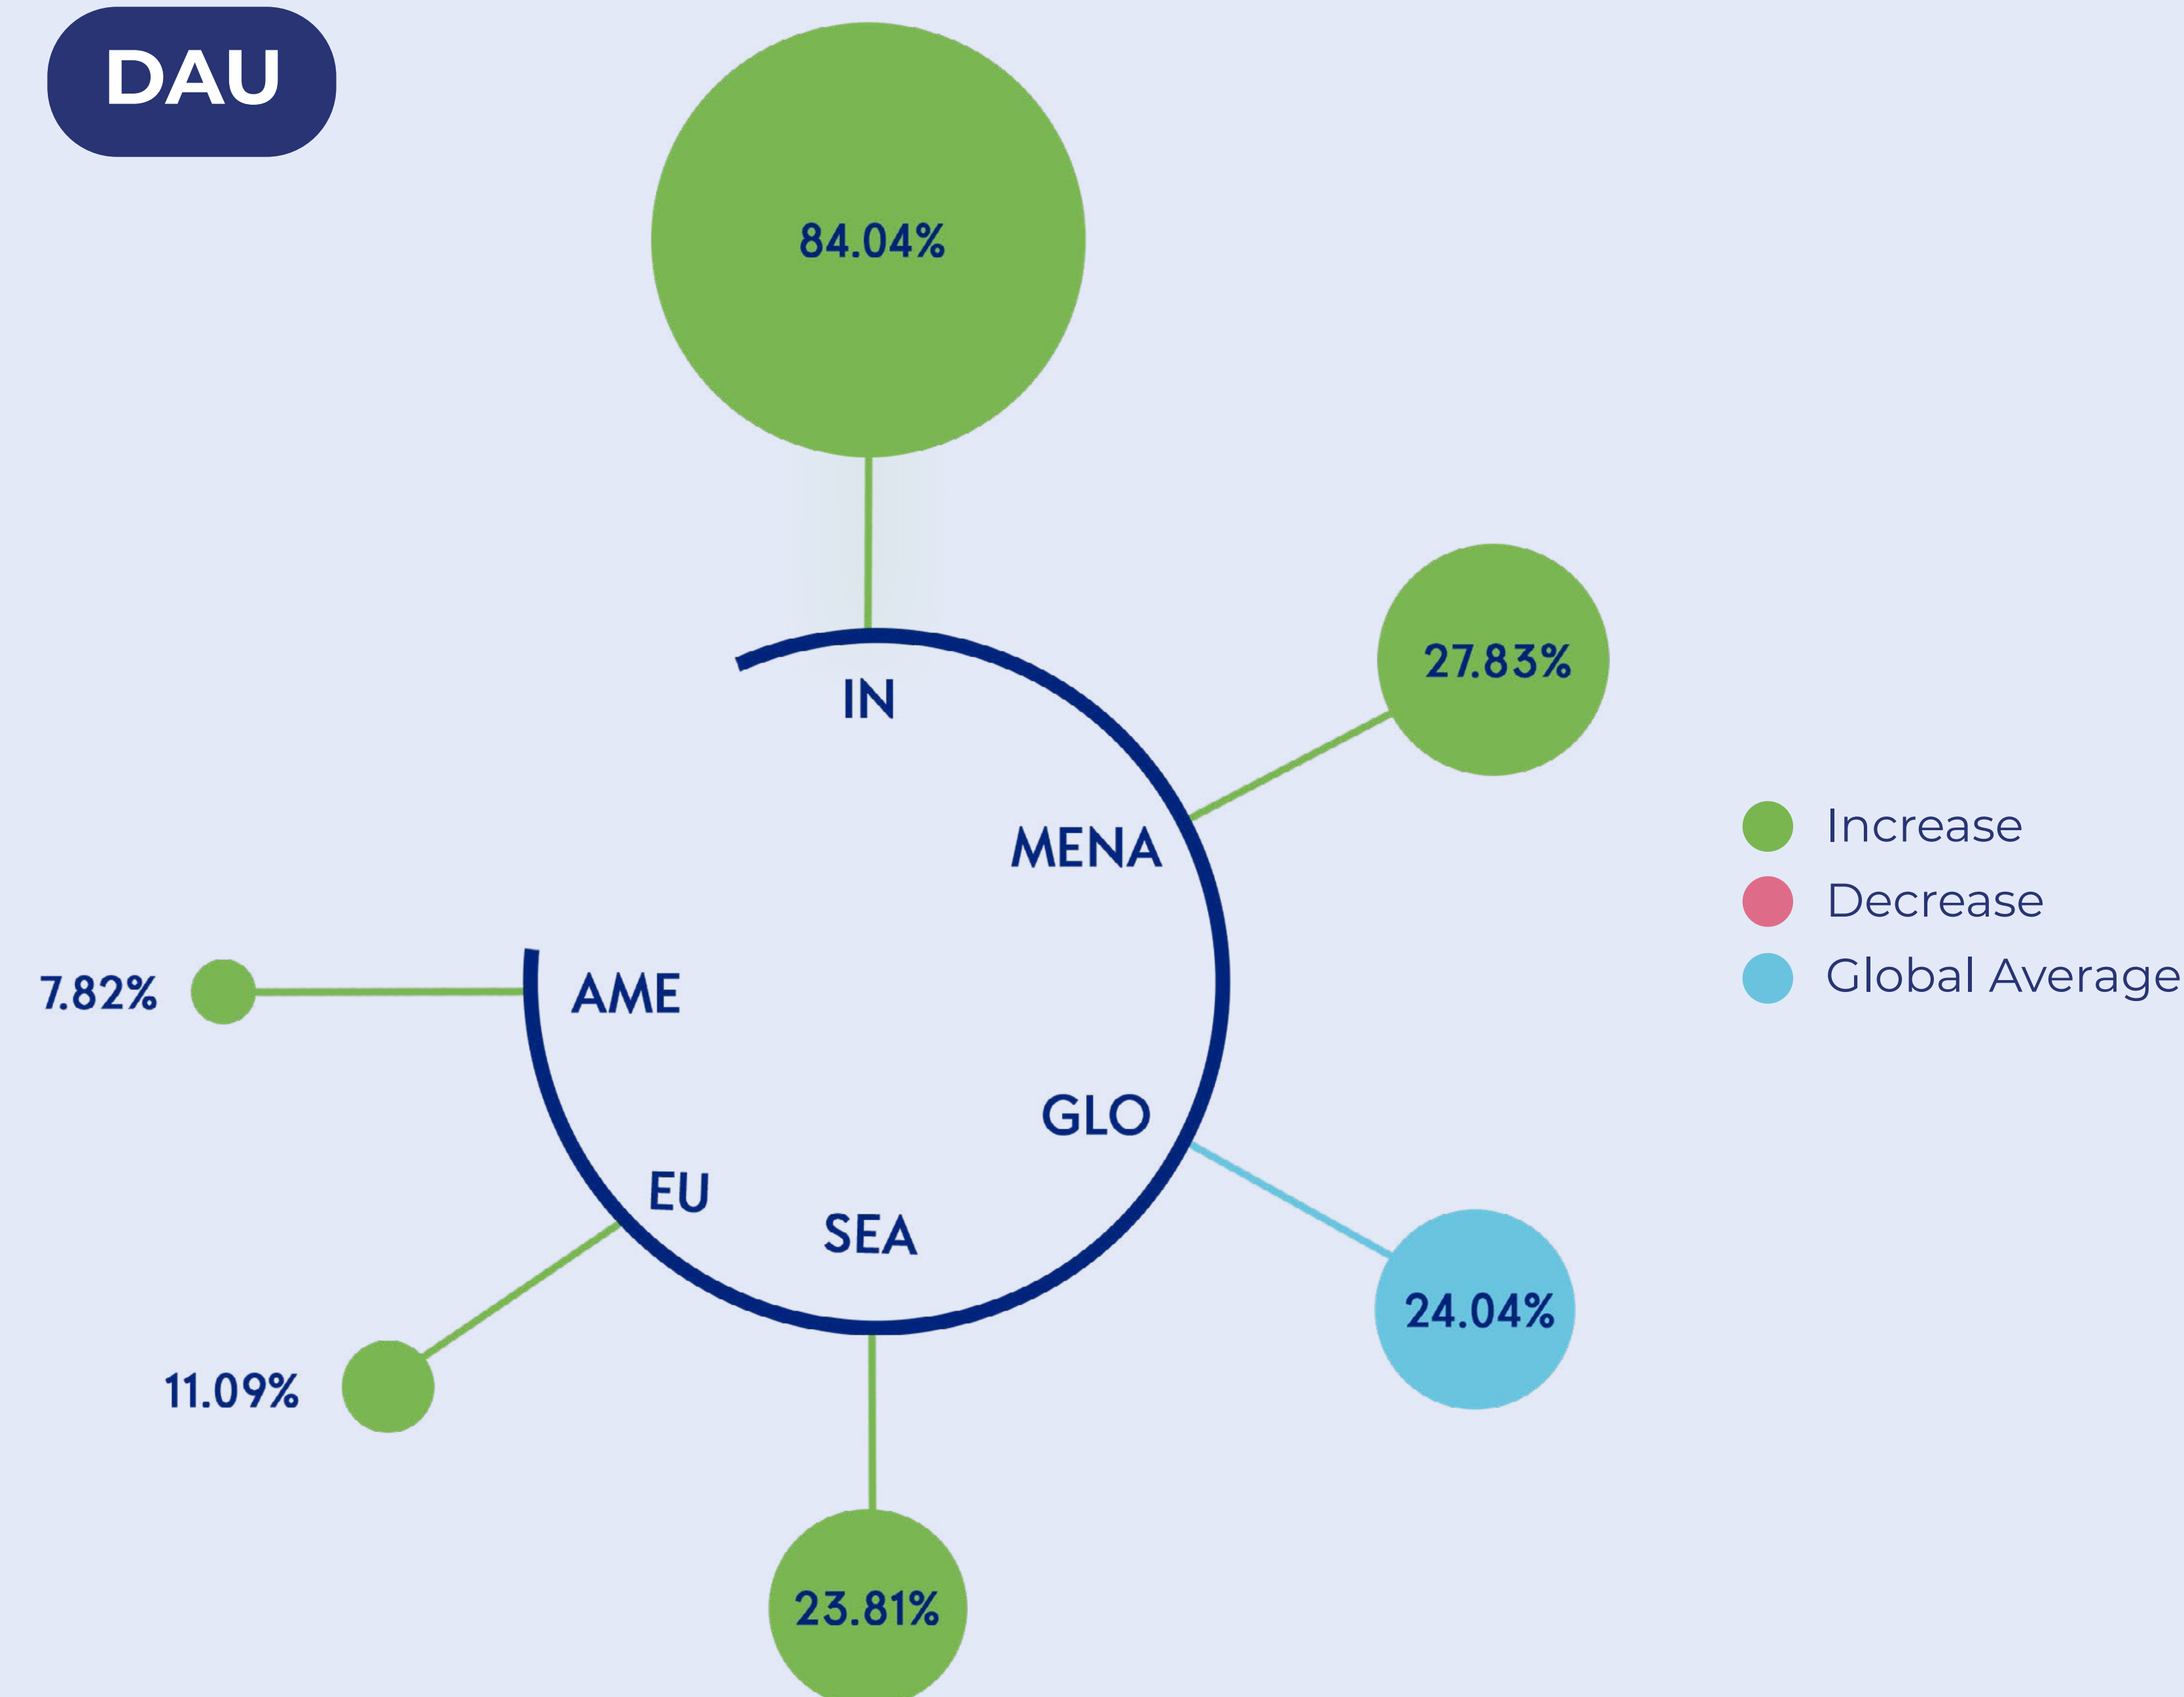 DAU
84.04%
27.83%
IN
MENA
Increase
Decrease
Global Average
7.82%
AME
GLO
EU
SEA
24.04%
11.09%
23.81%